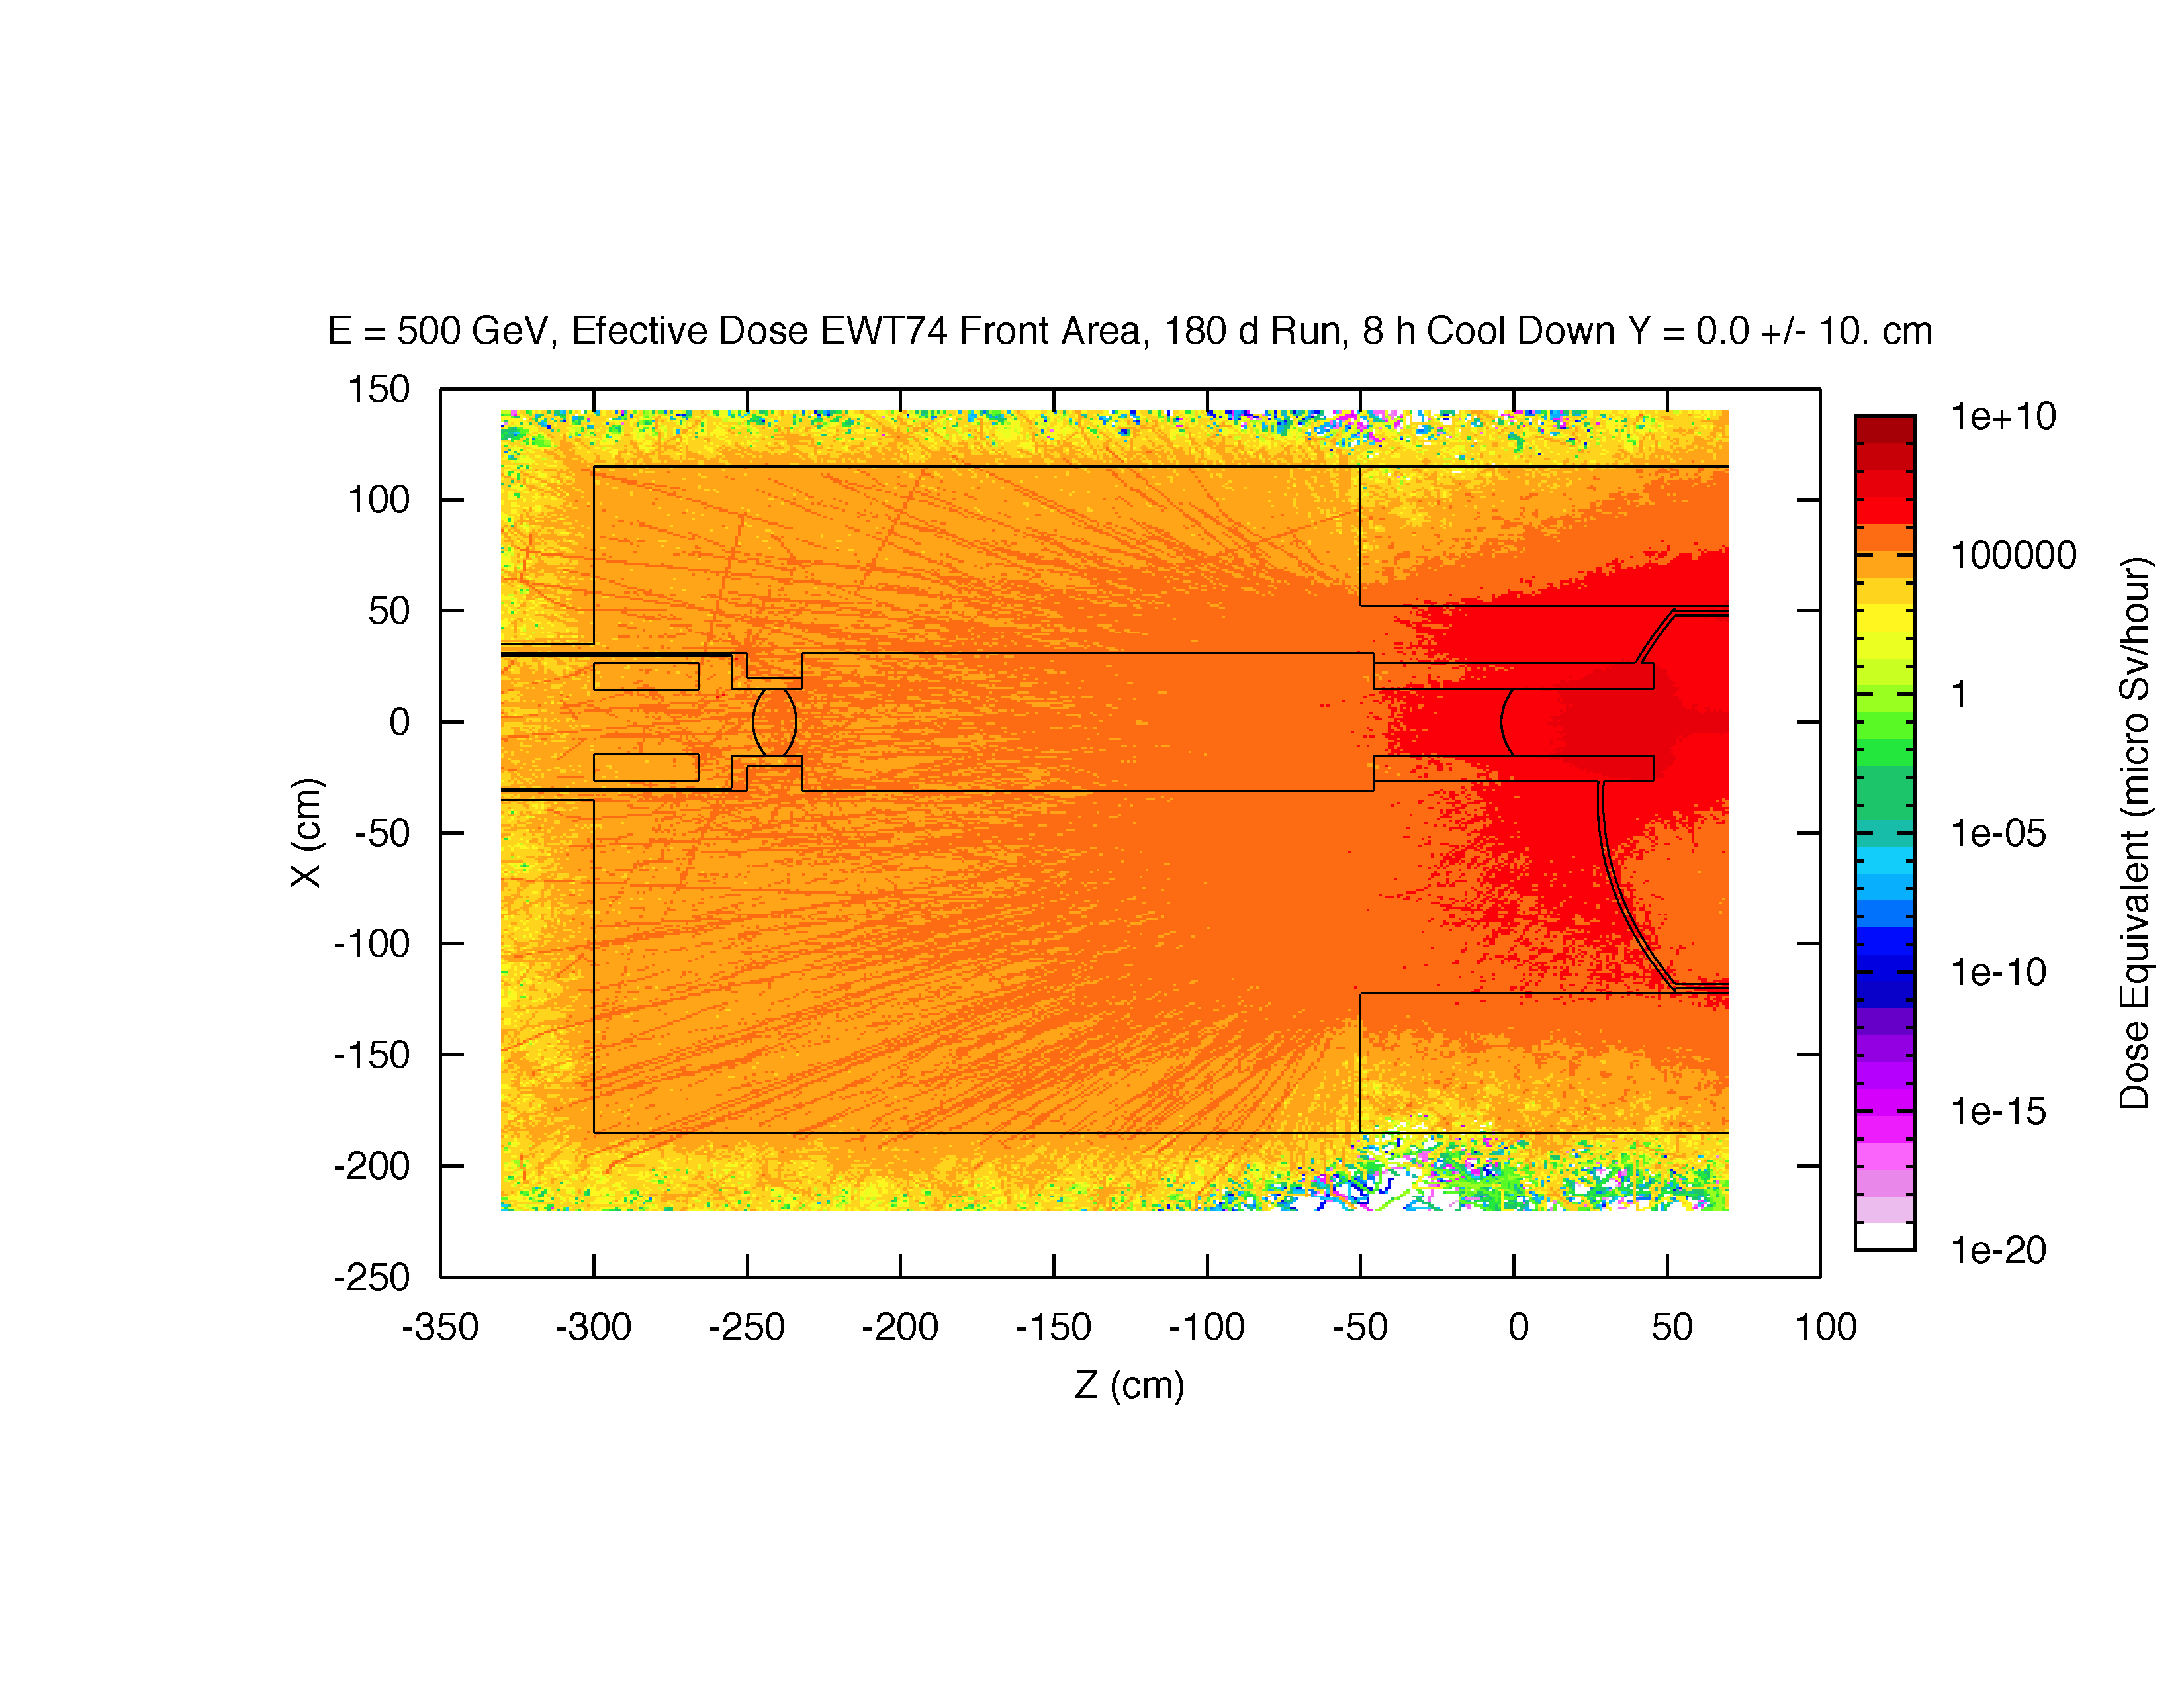 E = 500 GeV, Efective Dose EWT74 Front Area, 180 d Run, 8 h Cool Down Y = 0.0 +/- 10. cm
150
100
50
0
-50
-100
-150
-200
-250
X (cm)
-350 -300 -250 -200 -150 -100 -50 0 50 100
Z (cm)
1e+10
100000
1
1e-05
1e-10
1e-15
1e-20
Dose Equivalent (micro Sv/hour)